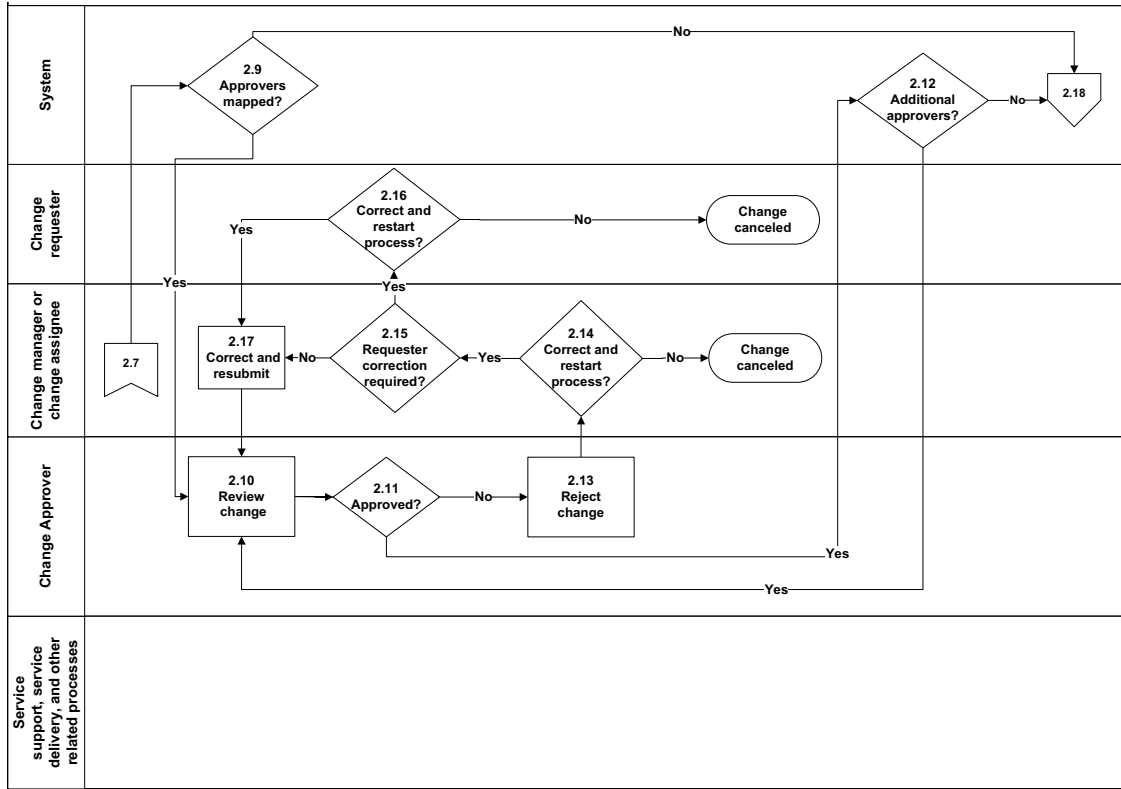 System
No
2.9
Approvers
mapped?
2.12
Additional
approvers?
No
2.18
Change
requester
2.16
Correct and
restart
process?
Yes
No
Change
canceled
Yes
Yes
Change manager or
change assignee
2.7
2.17
Correct and
resubmit
No
2.15
Requester
correction
required?
Yes
2.14
Correct and
restart
process?
No
Change
canceled
Change Approver
2.10
Review
change
2.11
Approved?
No
2.13
Reject
change
Yes
Yes
Service
support, service
delivery, and other
related processes